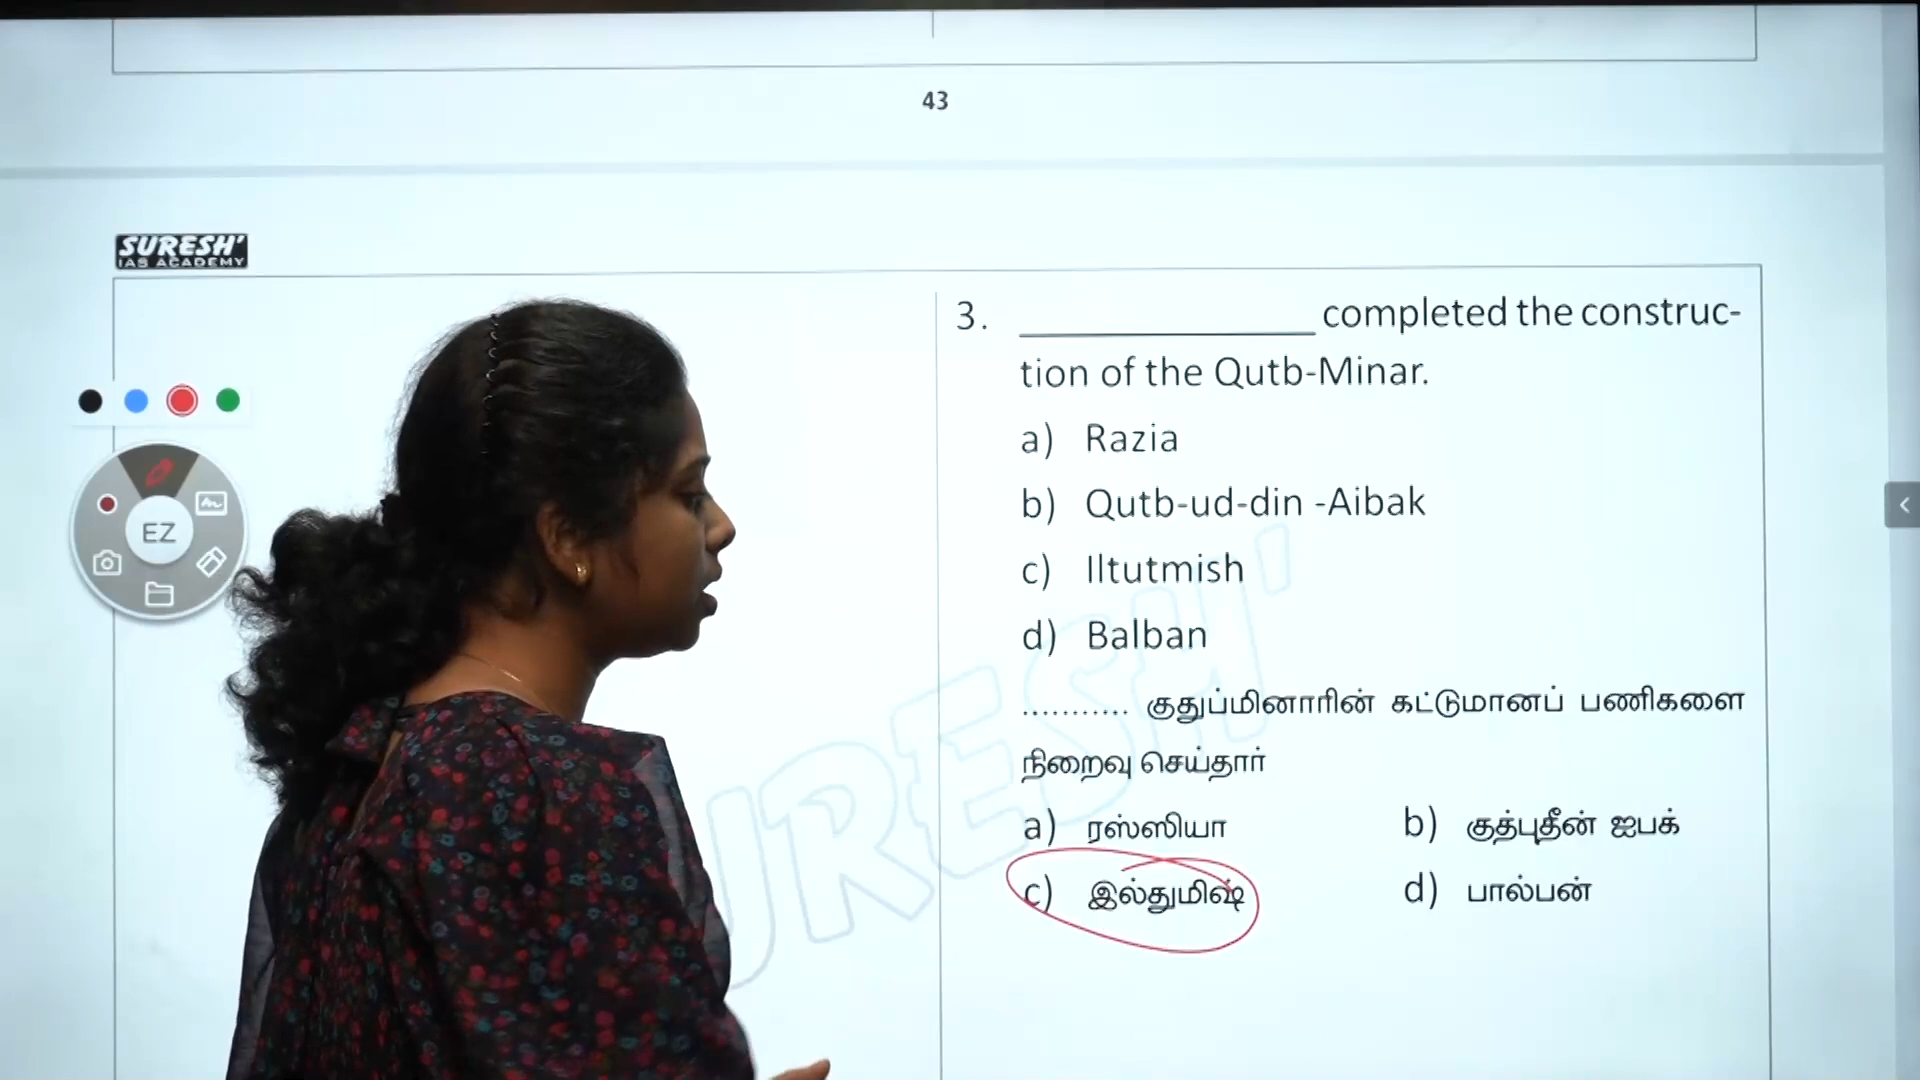 43
SURESH'
IAS ACADEMY
EZ
3. ____________ completed the construc-
tion of the Qutb-Minar.
a) Razia
b) Qutb-ud-din -Aibak
c) Iltutmish
d) Balban
........... குதுப்மினாரின் கட்டுமானப் பணிகளை
நிறைவு செய்தார்
a) ரஸ்ஸியா b) குத்புதீன் ஐபக்
c) இல்துமிஷ் d) பால்பன்
URESH'